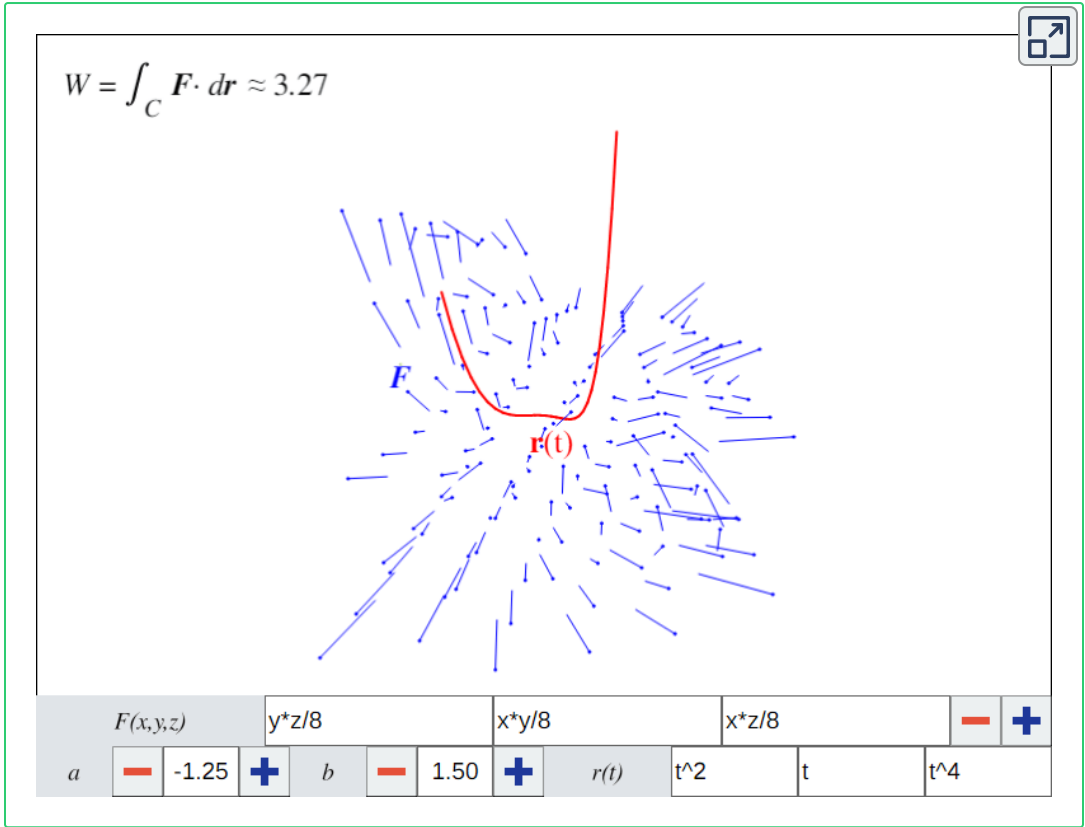 W = ∫_C F· dr ≈ 3.27
F
r(t)
F(x,y,z) y*z/8 x*y/8 x*z/8
a -1.25 b 1.50 r(t) t^2 t t^4